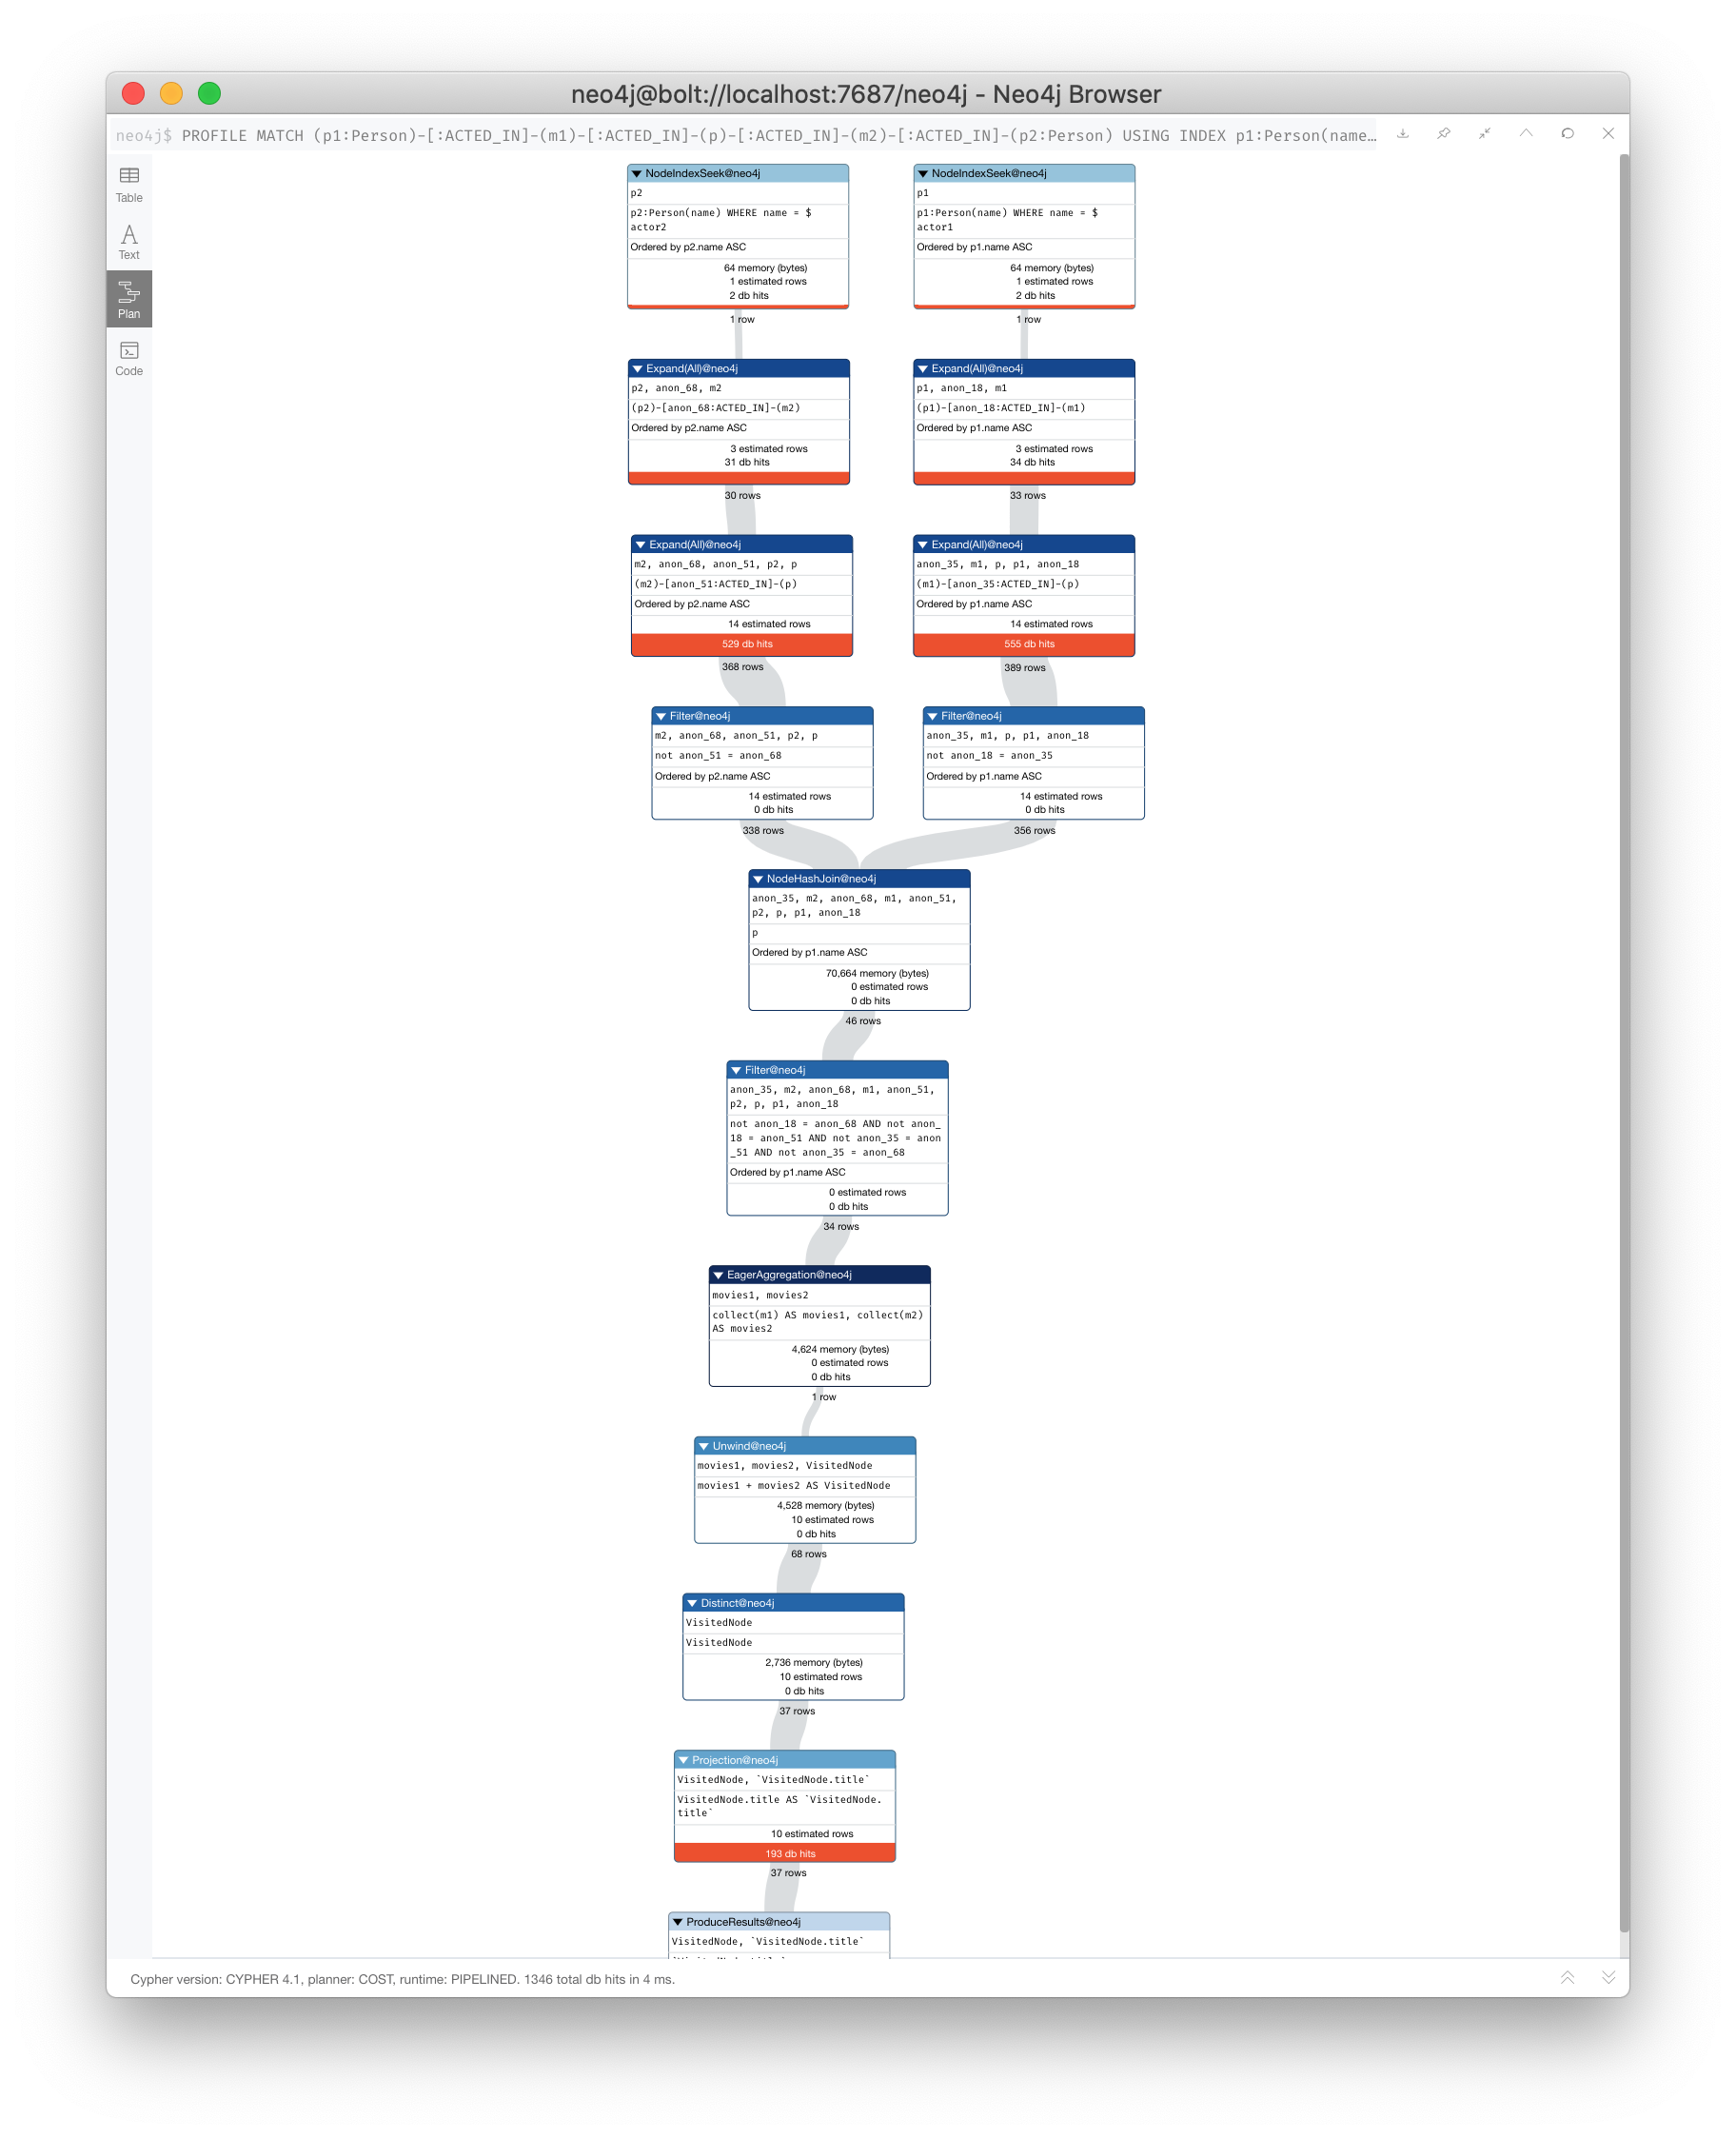 neo4j@bolt://localhost:7687/neo4j - Neo4j Browser
neo4j$ PROFILE MATCH (p1:Person)-[:ACTED_IN]-(m1)-[:ACTED_IN]-(p)-[:ACTED_IN]-(m2)-[:ACTED_IN]-(p2:Person) USING INDEX p1:Person(name…
Table
Text
Plan
Code
NodeIndexSeek@neo4j
p2
p2:Person(name) WHERE name = $
actor2
Ordered by p2.name ASC
64 memory (bytes)
1 estimated rows
2 db hits
1 row
NodeIndexSeek@neo4j
p1
p1:Person(name) WHERE name = $
actor1
Ordered by p1.name ASC
64 memory (bytes)
1 estimated rows
2 db hits
1 row
Expand(All)@neo4j
p2, anon_68, m2
(p2)-[anon_68:ACTED_IN]-(m2)
Ordered by p2.name ASC
3 estimated rows
31 db hits
30 rows
Expand(All)@neo4j
p1, anon_18, m1
(p1)-[anon_18:ACTED_IN]-(m1)
Ordered by p1.name ASC
3 estimated rows
34 db hits
33 rows
Expand(All)@neo4j
m2, anon_68, anon_51, p2, p
(m2)-[anon_51:ACTED_IN]-(p)
Ordered by p2.name ASC
14 estimated rows
529 db hits
368 rows
Expand(All)@neo4j
anon_35, m1, p, p1, anon_18
(m1)-[anon_35:ACTED_IN]-(p)
Ordered by p1.name ASC
14 estimated rows
555 db hits
389 rows
Filter@neo4j
m2, anon_68, anon_51, p2, p
not anon_51 = anon_68
Ordered by p2.name ASC
14 estimated rows
0 db hits
338 rows
Filter@neo4j
anon_35, m1, p, p1, anon_18
not anon_18 = anon_35
Ordered by p1.name ASC
14 estimated rows
0 db hits
356 rows
NodeHashJoin@neo4j
anon_35, m2, anon_68, m1, anon_51,
p2, p, p1, anon_18
p
Ordered by p1.name ASC
70,664 memory (bytes)
0 estimated rows
0 db hits
46 rows
Filter@neo4j
anon_35, m2, anon_68, m1, anon_51,
p2, p, p1, anon_18
not anon_18 = anon_68 AND not anon_
18 = anon_51 AND not anon_35 = anon
_51 AND not anon_35 = anon_68
Ordered by p1.name ASC
0 estimated rows
0 db hits
34 rows
EagerAggregation@neo4j
movies1, movies2
collect(m1) AS movies1, collect(m2)
AS movies2
4,624 memory (bytes)
0 estimated rows
0 db hits
1 row
Unwind@neo4j
movies1, movies2, VisitedNode
movies1 + movies2 AS VisitedNode
4,528 memory (bytes)
10 estimated rows
0 db hits
68 rows
Distinct@neo4j
VisitedNode
VisitedNode
2,736 memory (bytes)
10 estimated rows
0 db hits
37 rows
Projection@neo4j
VisitedNode, `VisitedNode.title`
VisitedNode.title AS `VisitedNode.
title`
10 estimated rows
193 db hits
37 rows
ProduceResults@neo4j
VisitedNode, `VisitedNode.title`
Cypher version: CYPHER 4.1, planner: COST, runtime: PIPELINED. 1346 total db hits in 4 ms.